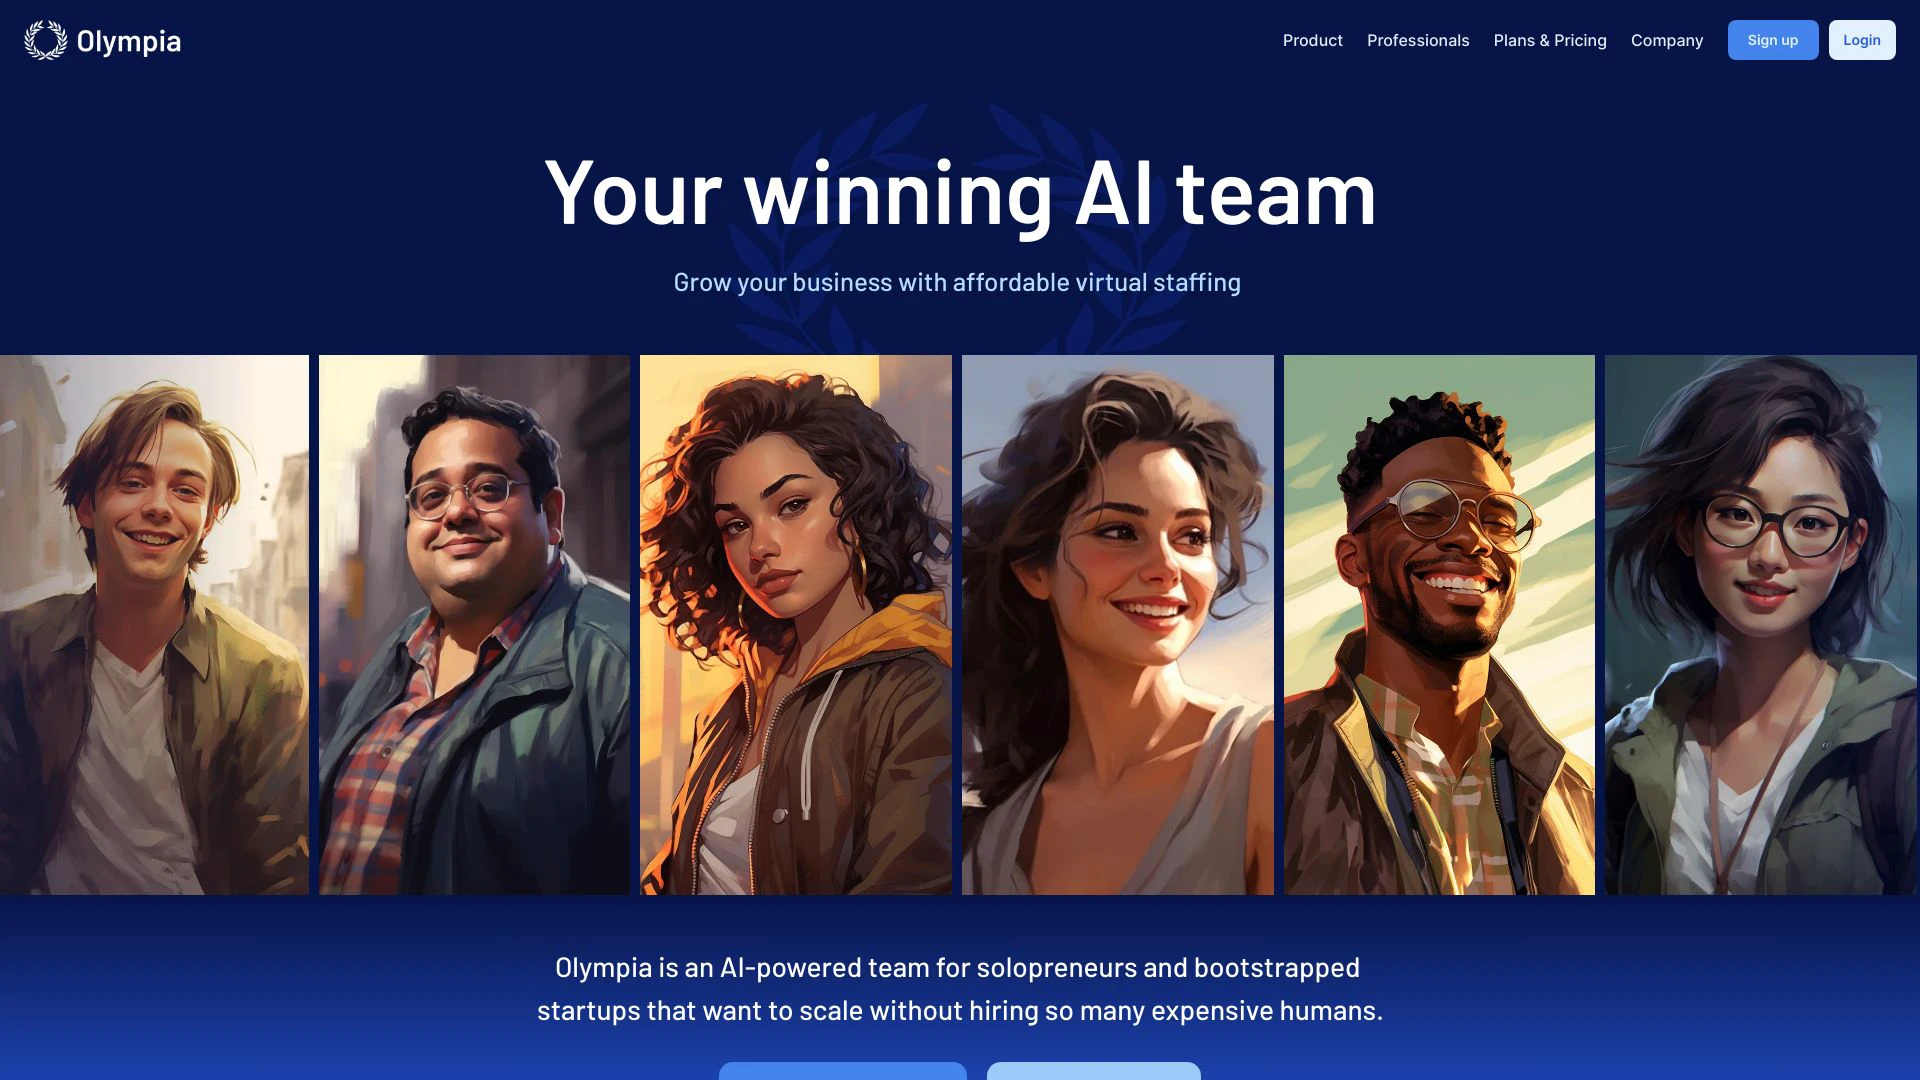 Olympia
Product
Professionals
Plans & Pricing
Company
Sign up
Login
Your winning AI team
Grow your business with affordable virtual staffing
Olympia is an AI-powered team for solopreneurs and bootstrapped
startups that want to scale without hiring so many expensive humans.